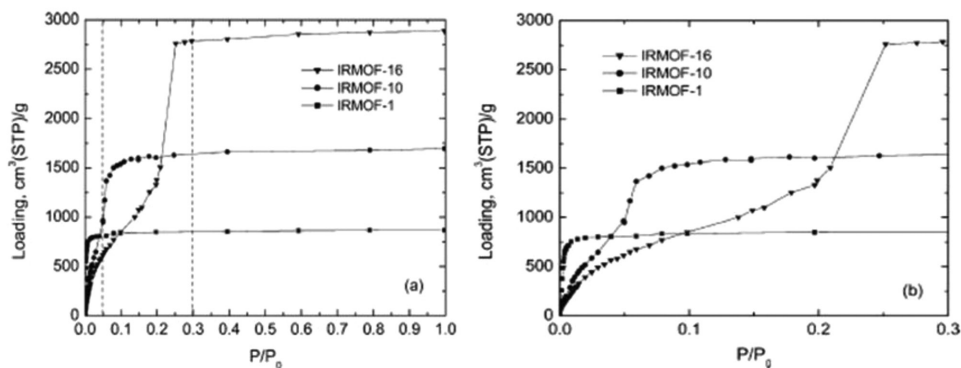 3000
2500
2000
1500
1000
500
0
Loading, cm³(STP)/g
IRMOF-16
IRMOF-10
IRMOF-1
(a)
0.0 0.1 0.2 0.3 0.4 0.5 0.6 0.7 0.8 0.9 1.0
P/P₀
3000
2500
2000
1500
1000
500
0
Loading, cm³(STP)/g
IRMOF-16
IRMOF-10
IRMOF-1
(b)
0.0 0.1 0.2 0.3
P/P₀